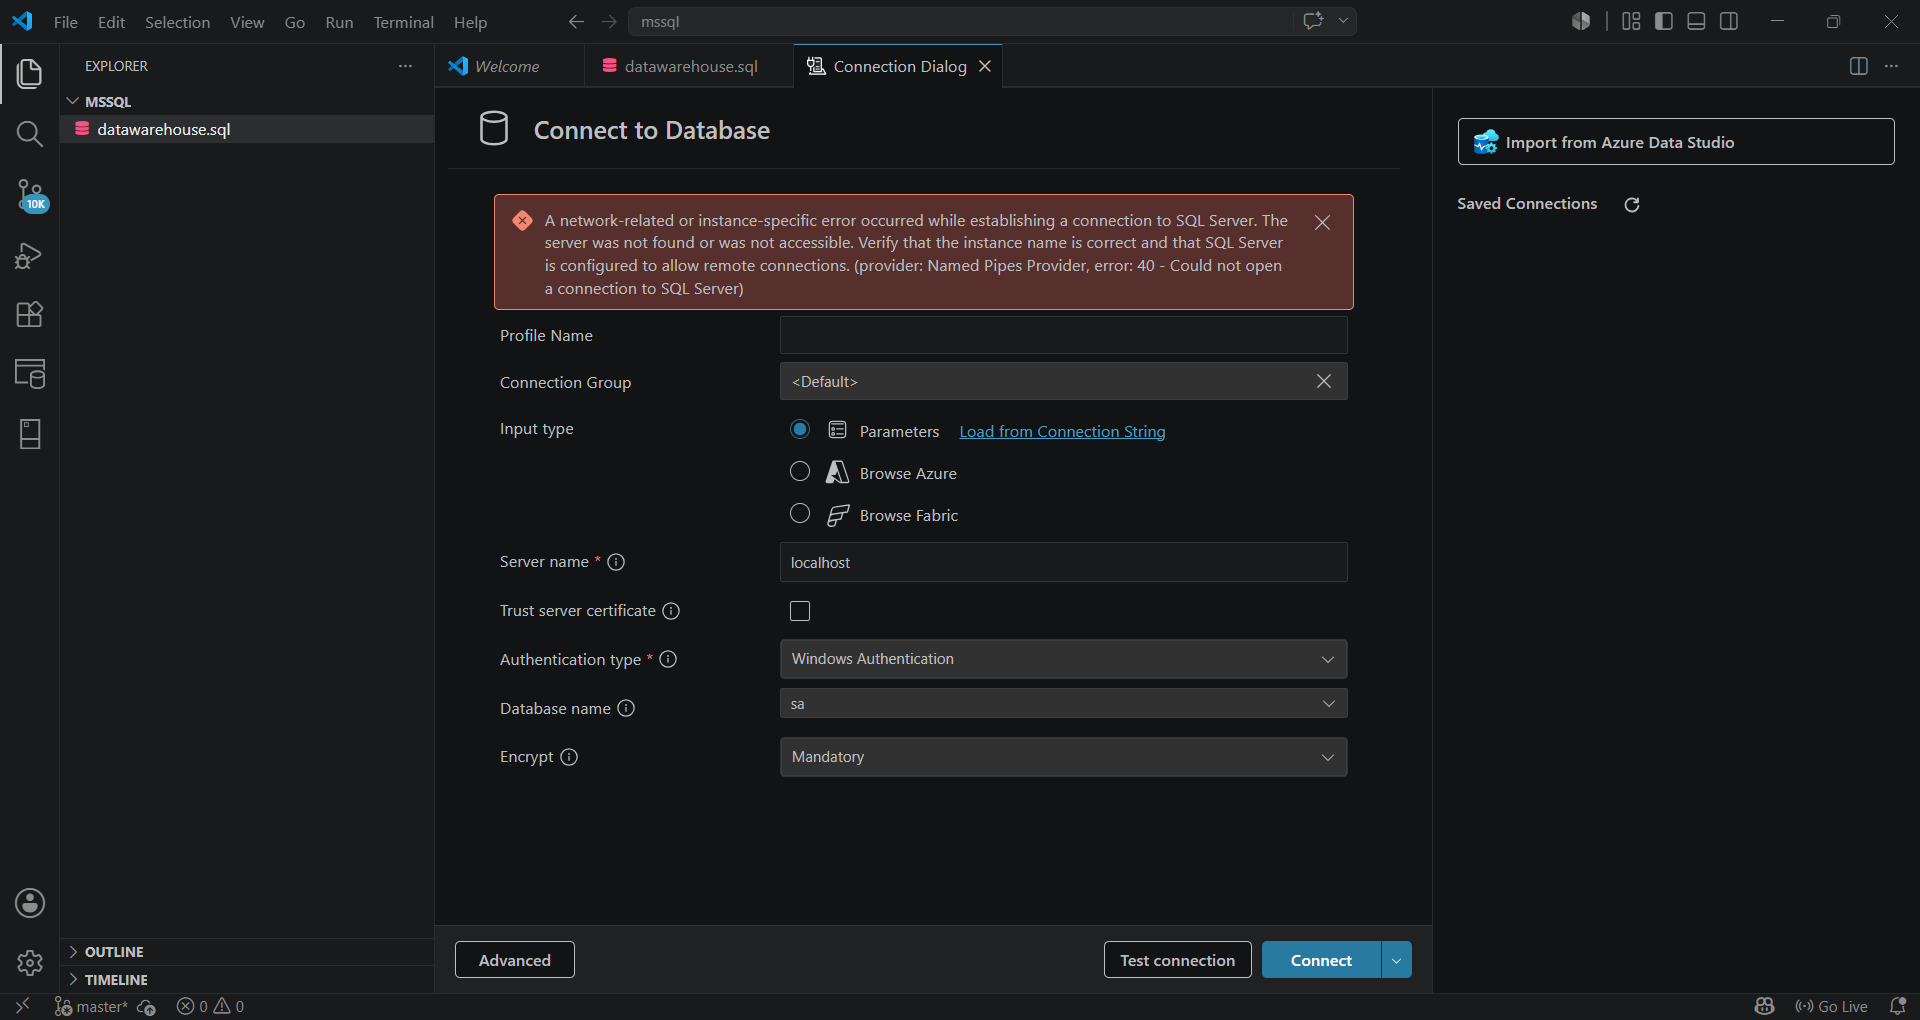 File Edit Selection View Go Run Terminal Help
mssql
EXPLORER
Welcome
datawarehouse.sql
Connection Dialog
MSSQL
datawarehouse.sql
10K
Connect to Database
A network-related or instance-specific error occurred while establishing a connection to SQL Server. The
server was not found or was not accessible. Verify that the instance name is correct and that SQL Server
is configured to allow remote connections. (provider: Named Pipes Provider, error: 40 - Could not open
a connection to SQL Server)
Profile Name
Connection Group
<Default>
Input type
Parameters Load from Connection String
Browse Azure
Browse Fabric
Server name *
localhost
Trust server certificate
Authentication type *
Windows Authentication
Database name
sa
Encrypt
Mandatory
Advanced
Test connection
Connect
Import from Azure Data Studio
Saved Connections
OUTLINE
TIMELINE
master*
0 0
Go Live